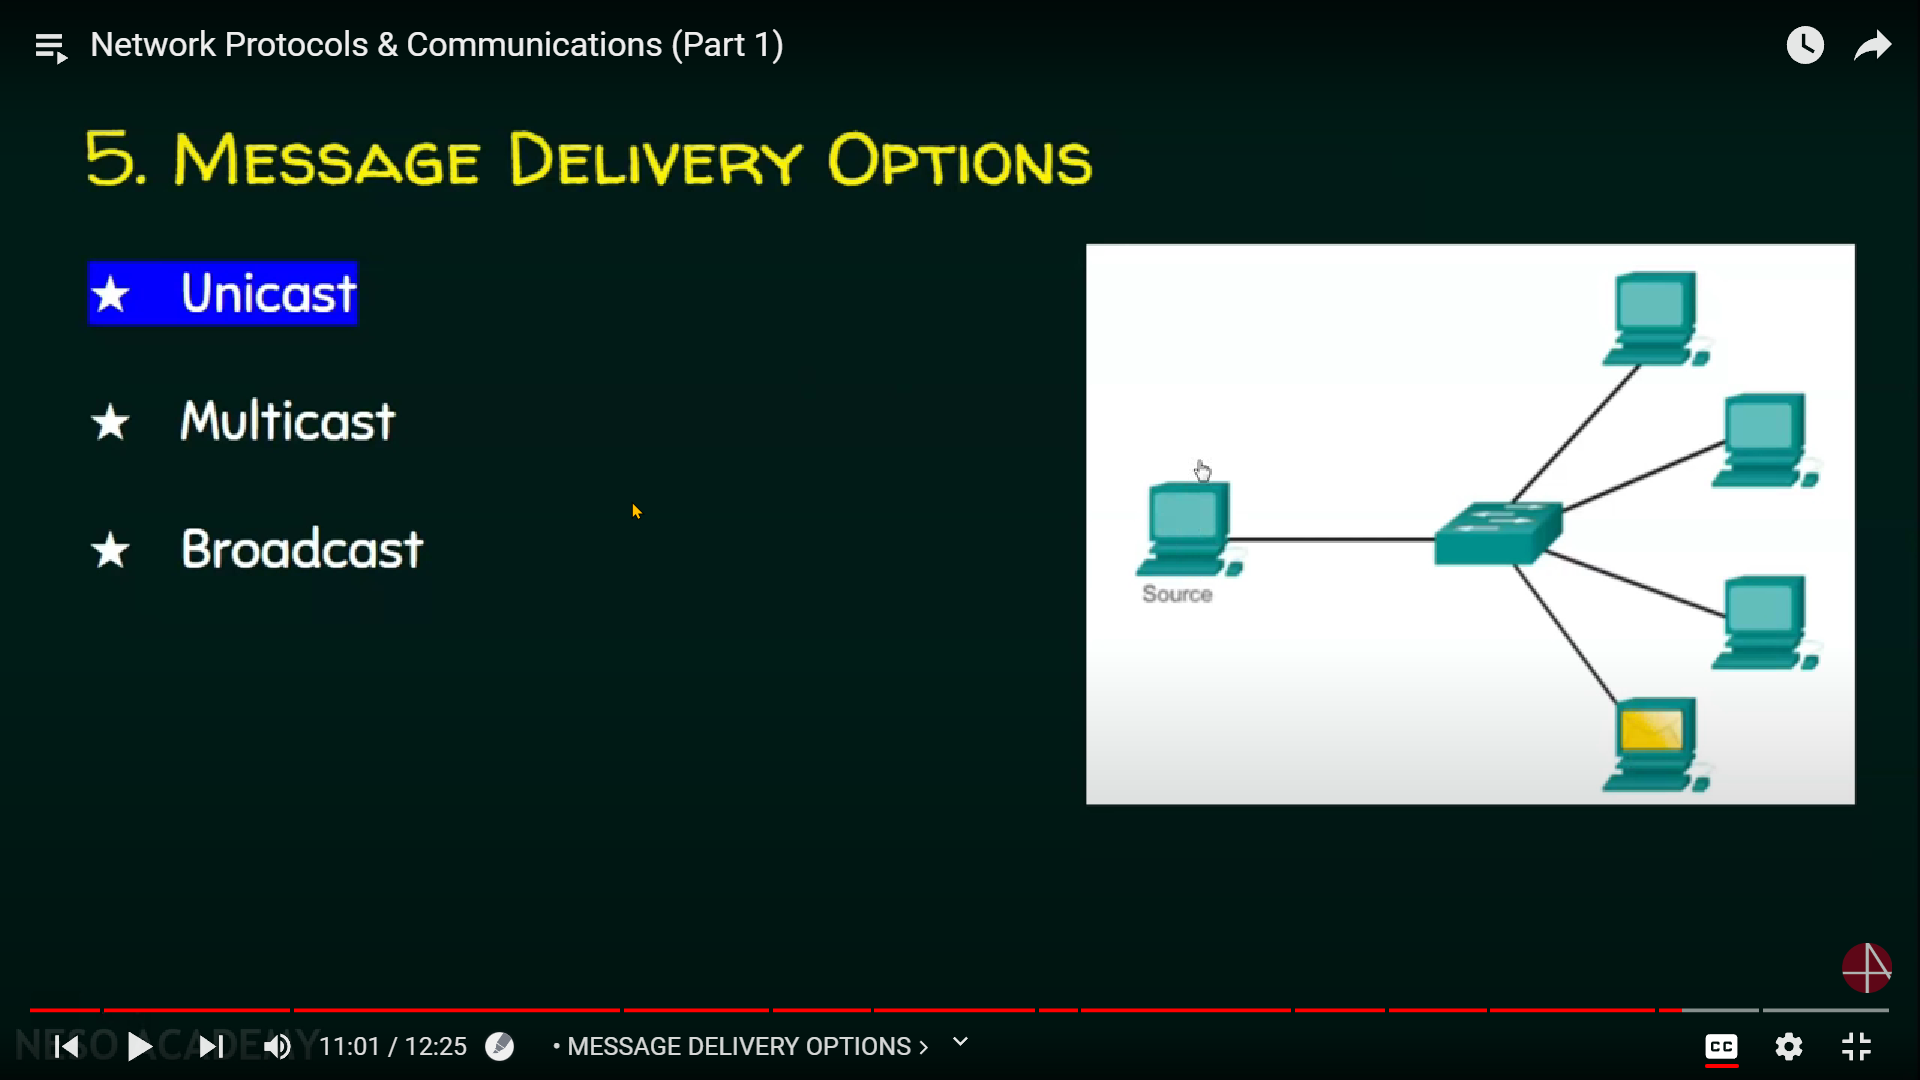 Network Protocols & Communications (Part 1)
5. MESSAGE DELIVERY OPTIONS
★ Unicast
★ Multicast
★ Broadcast
Source
NESO ACADEMY
11:01 / 12:25 • MESSAGE DELIVERY OPTIONS >
CC